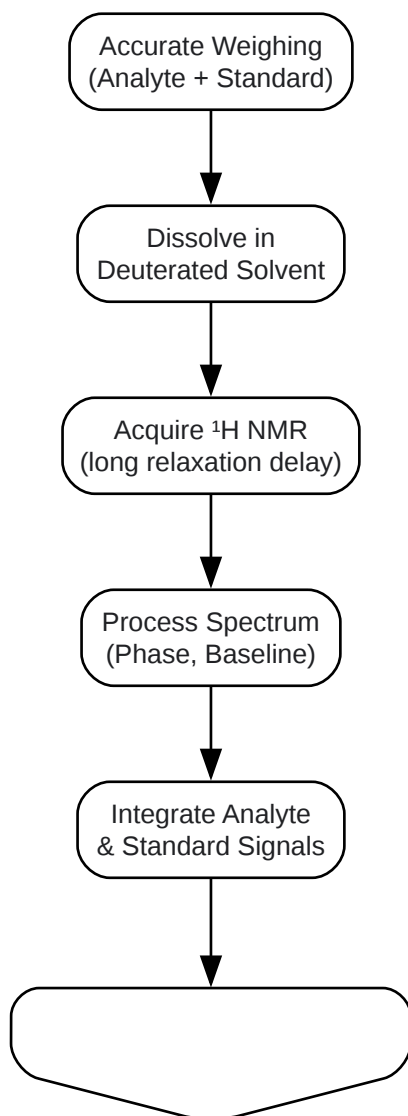 Accurate Weighing
(Analyte + Standard)
Dissolve in
Deuterated Solvent
Acquire ¹H NMR
(long relaxation delay)
Process Spectrum
(Phase, Baseline)
Integrate Analyte
& Standard Signals